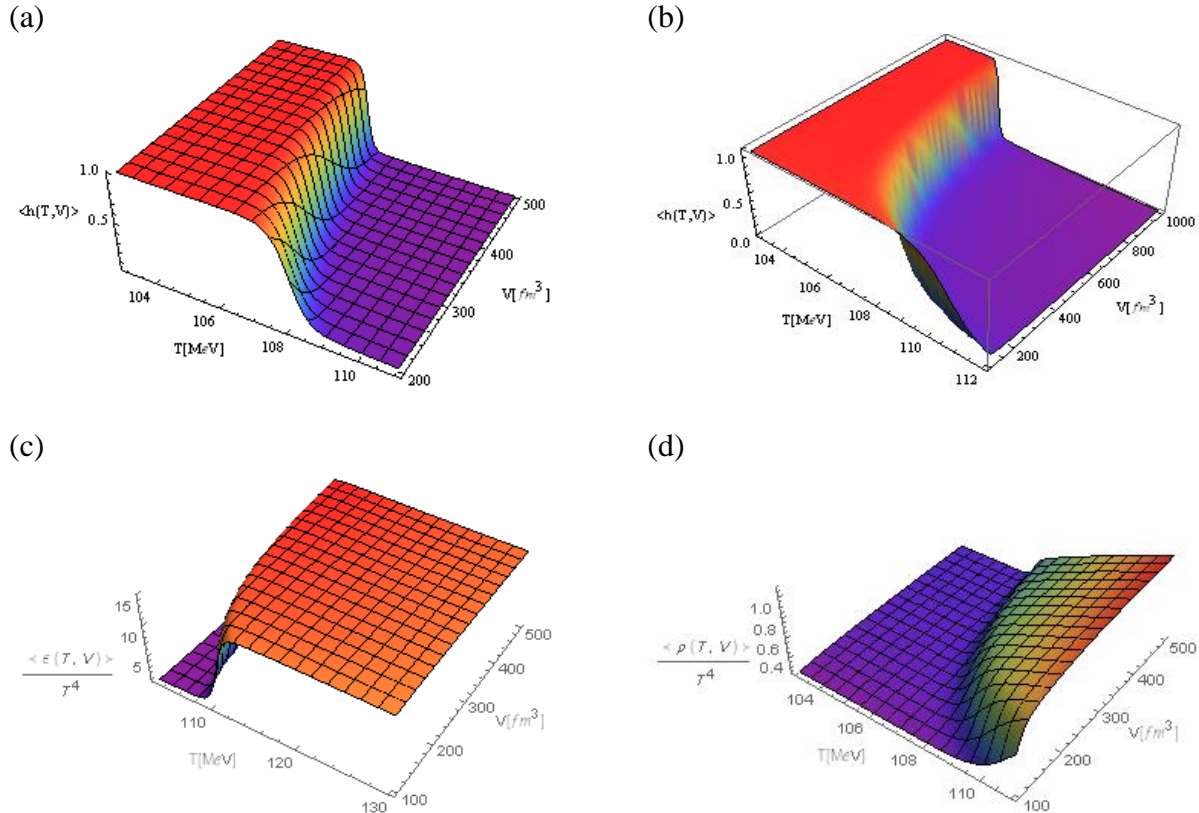 (a)
1.0
<h(T,V)>
0.5
104
106
T[MeV]
108
110
200
300
400
500
V[fm³]
(b)
1.0
<h(T,V)>
0.5
0.0
104
106
T[MeV]
108
110
112
200
400
600
800
1000
V[fm³]
(c)
15
10
5
< ε(T, V) >
T⁴
110
T[MeV]
120
130
100
200
300
400
500
V[fm³]
(d)
1.0
0.8
0.6
0.4
< p(T, V) >
T⁴
104
106
T[MeV]
108
110
100
200
300
400
500
V[fm³]